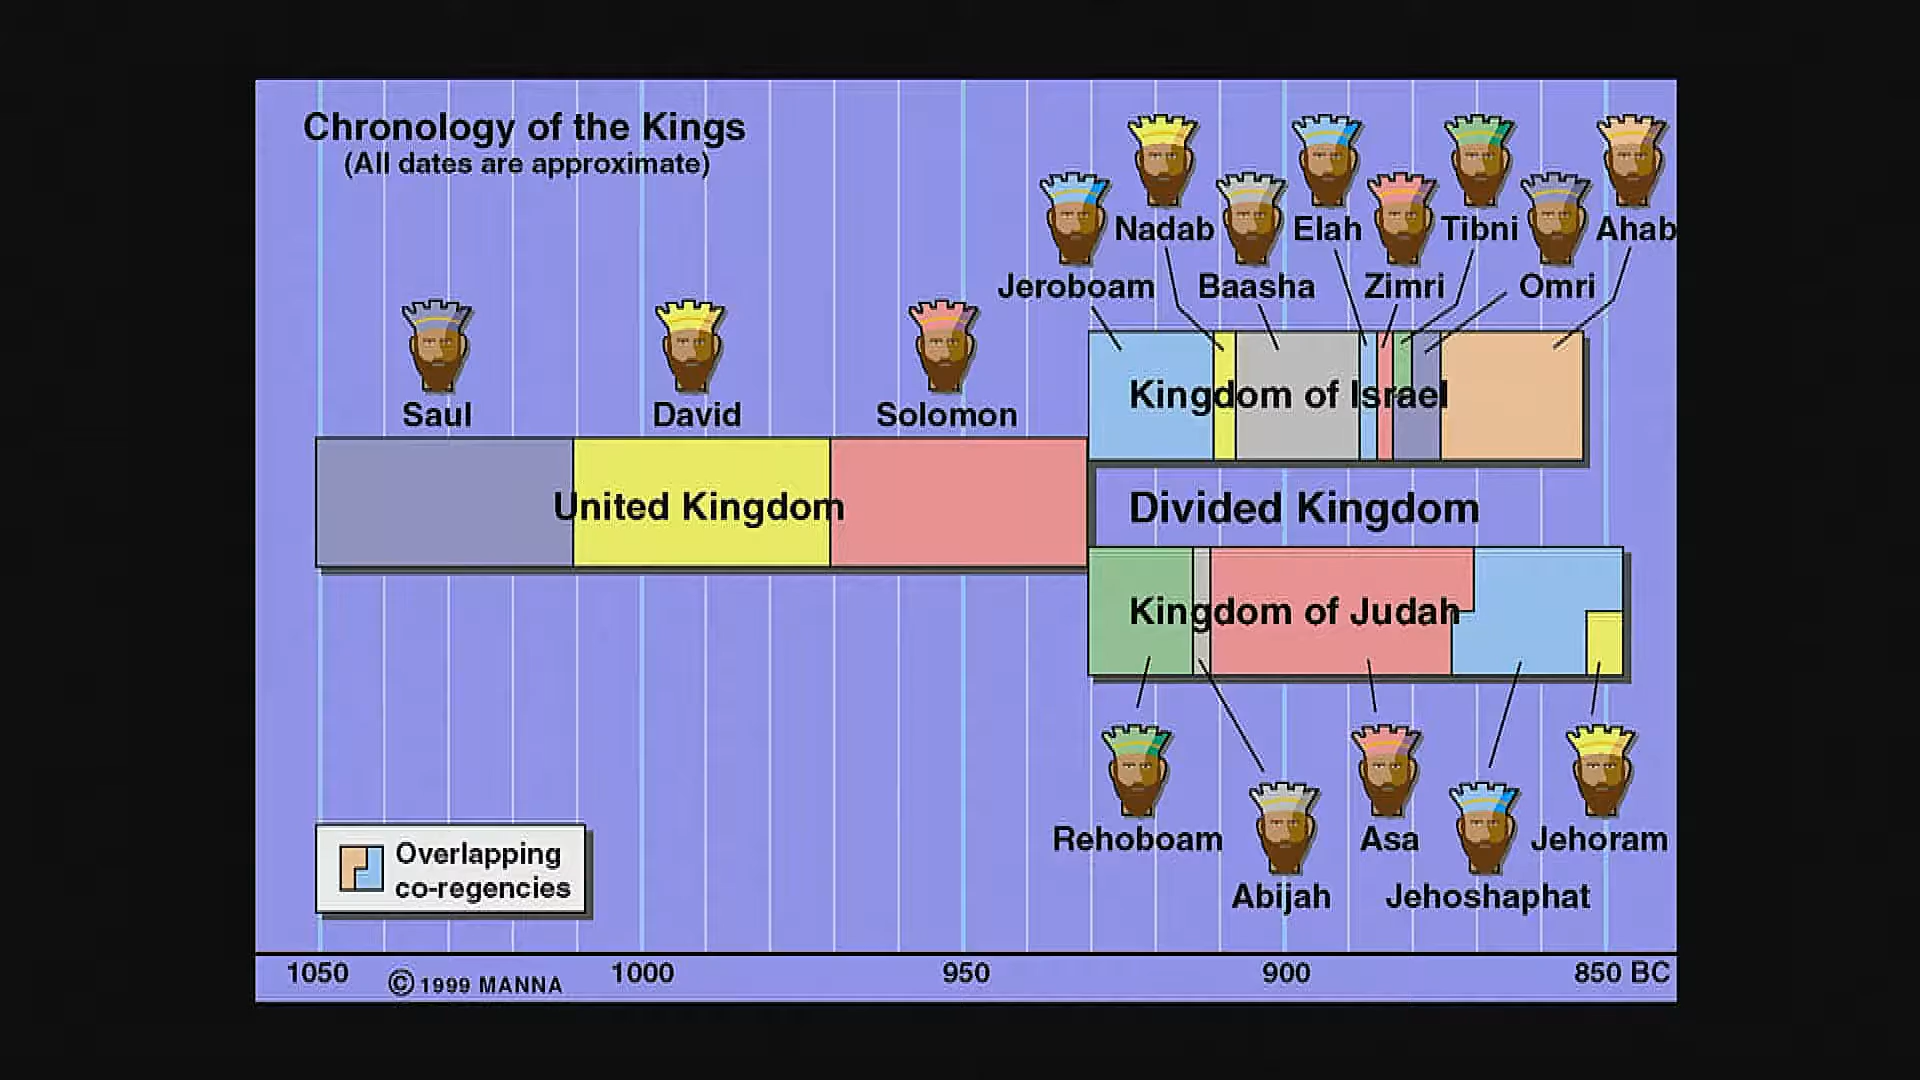 Chronology of the Kings
(All dates are approximate)
Nadab
Elah
Tibni
Ahab
Jeroboam
Baasha
Zimri
Omri
Saul
David
Solomon
Kingdom of Israel
United Kingdom
Divided Kingdom
Kingdom of Judah
Rehoboam
Asa
Jehoram
Abijah
Jehoshaphat
Overlapping
co-regencies
1050
1000
950
900
850 BC
© 1999 MANNA